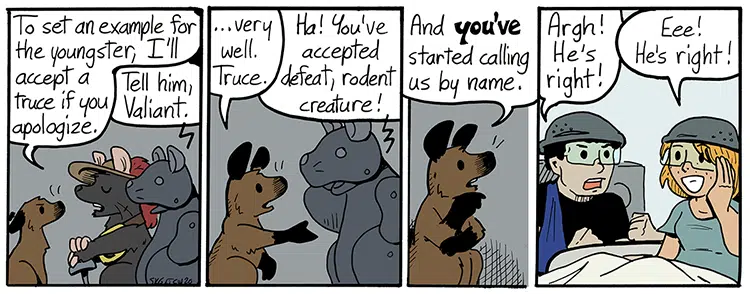 To set an example for
the youngster, I'll
accept a
truce if you
apologize.
Tell him,
Valiant.
...very
well.
Truce.
Ha! You've
accepted
defeat, rodent
creature!
And you've
started calling
us by name.
Argh!
He's
right!
Eee!
He's right!